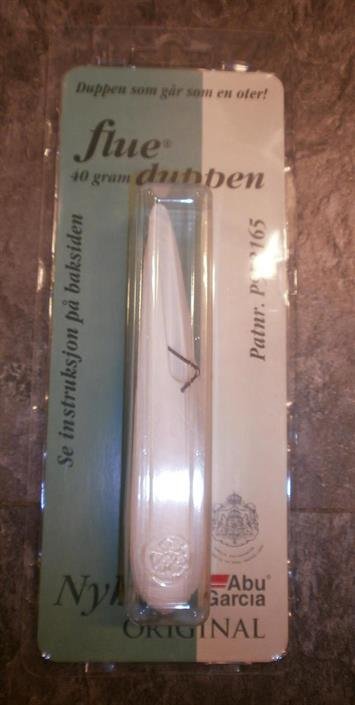 Duppen som går som en oter!
flue®
40 gram duppen
Se instruksjon på baksiden
Patnr.
Abu
Garcia®
ORIGINAL